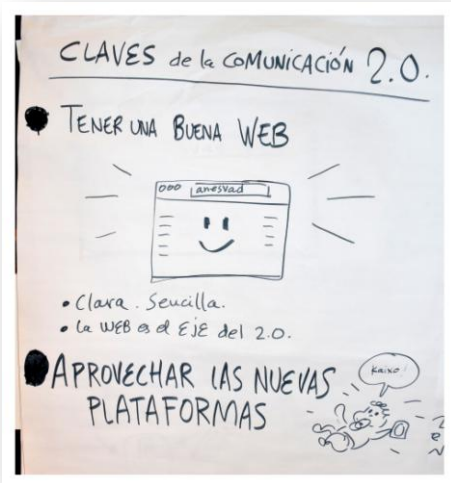 CLAVES de la COMUNICACIÓN 2.0.
TENER UNA BUENA WEB
anesvad
• Clara. Sencilla.
• La WEB es el EJE del 2.0.
APROVECHAR LAS NUEVAS
PLATAFORMAS
Kaixo!